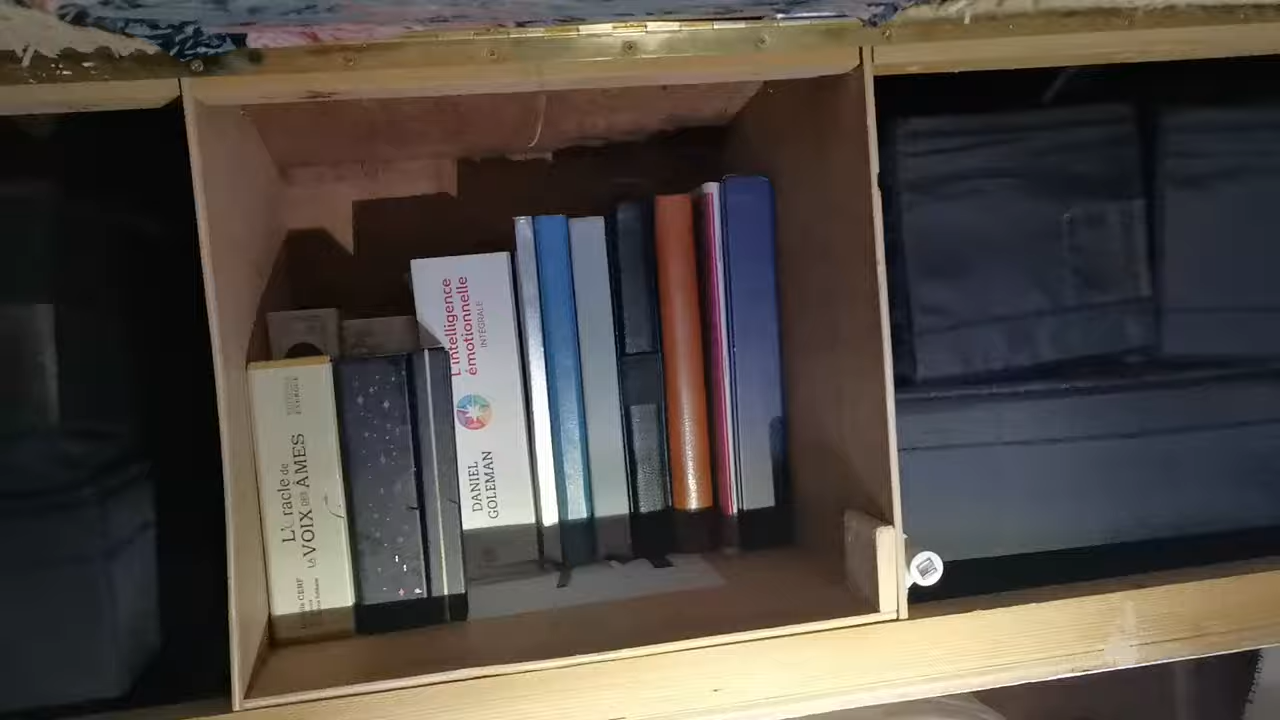 L'Oracle de
LA VOIX DES ÂMES
L'intelligence
émotionnelle
INTÉGRALE
DANIEL
GOLEMAN